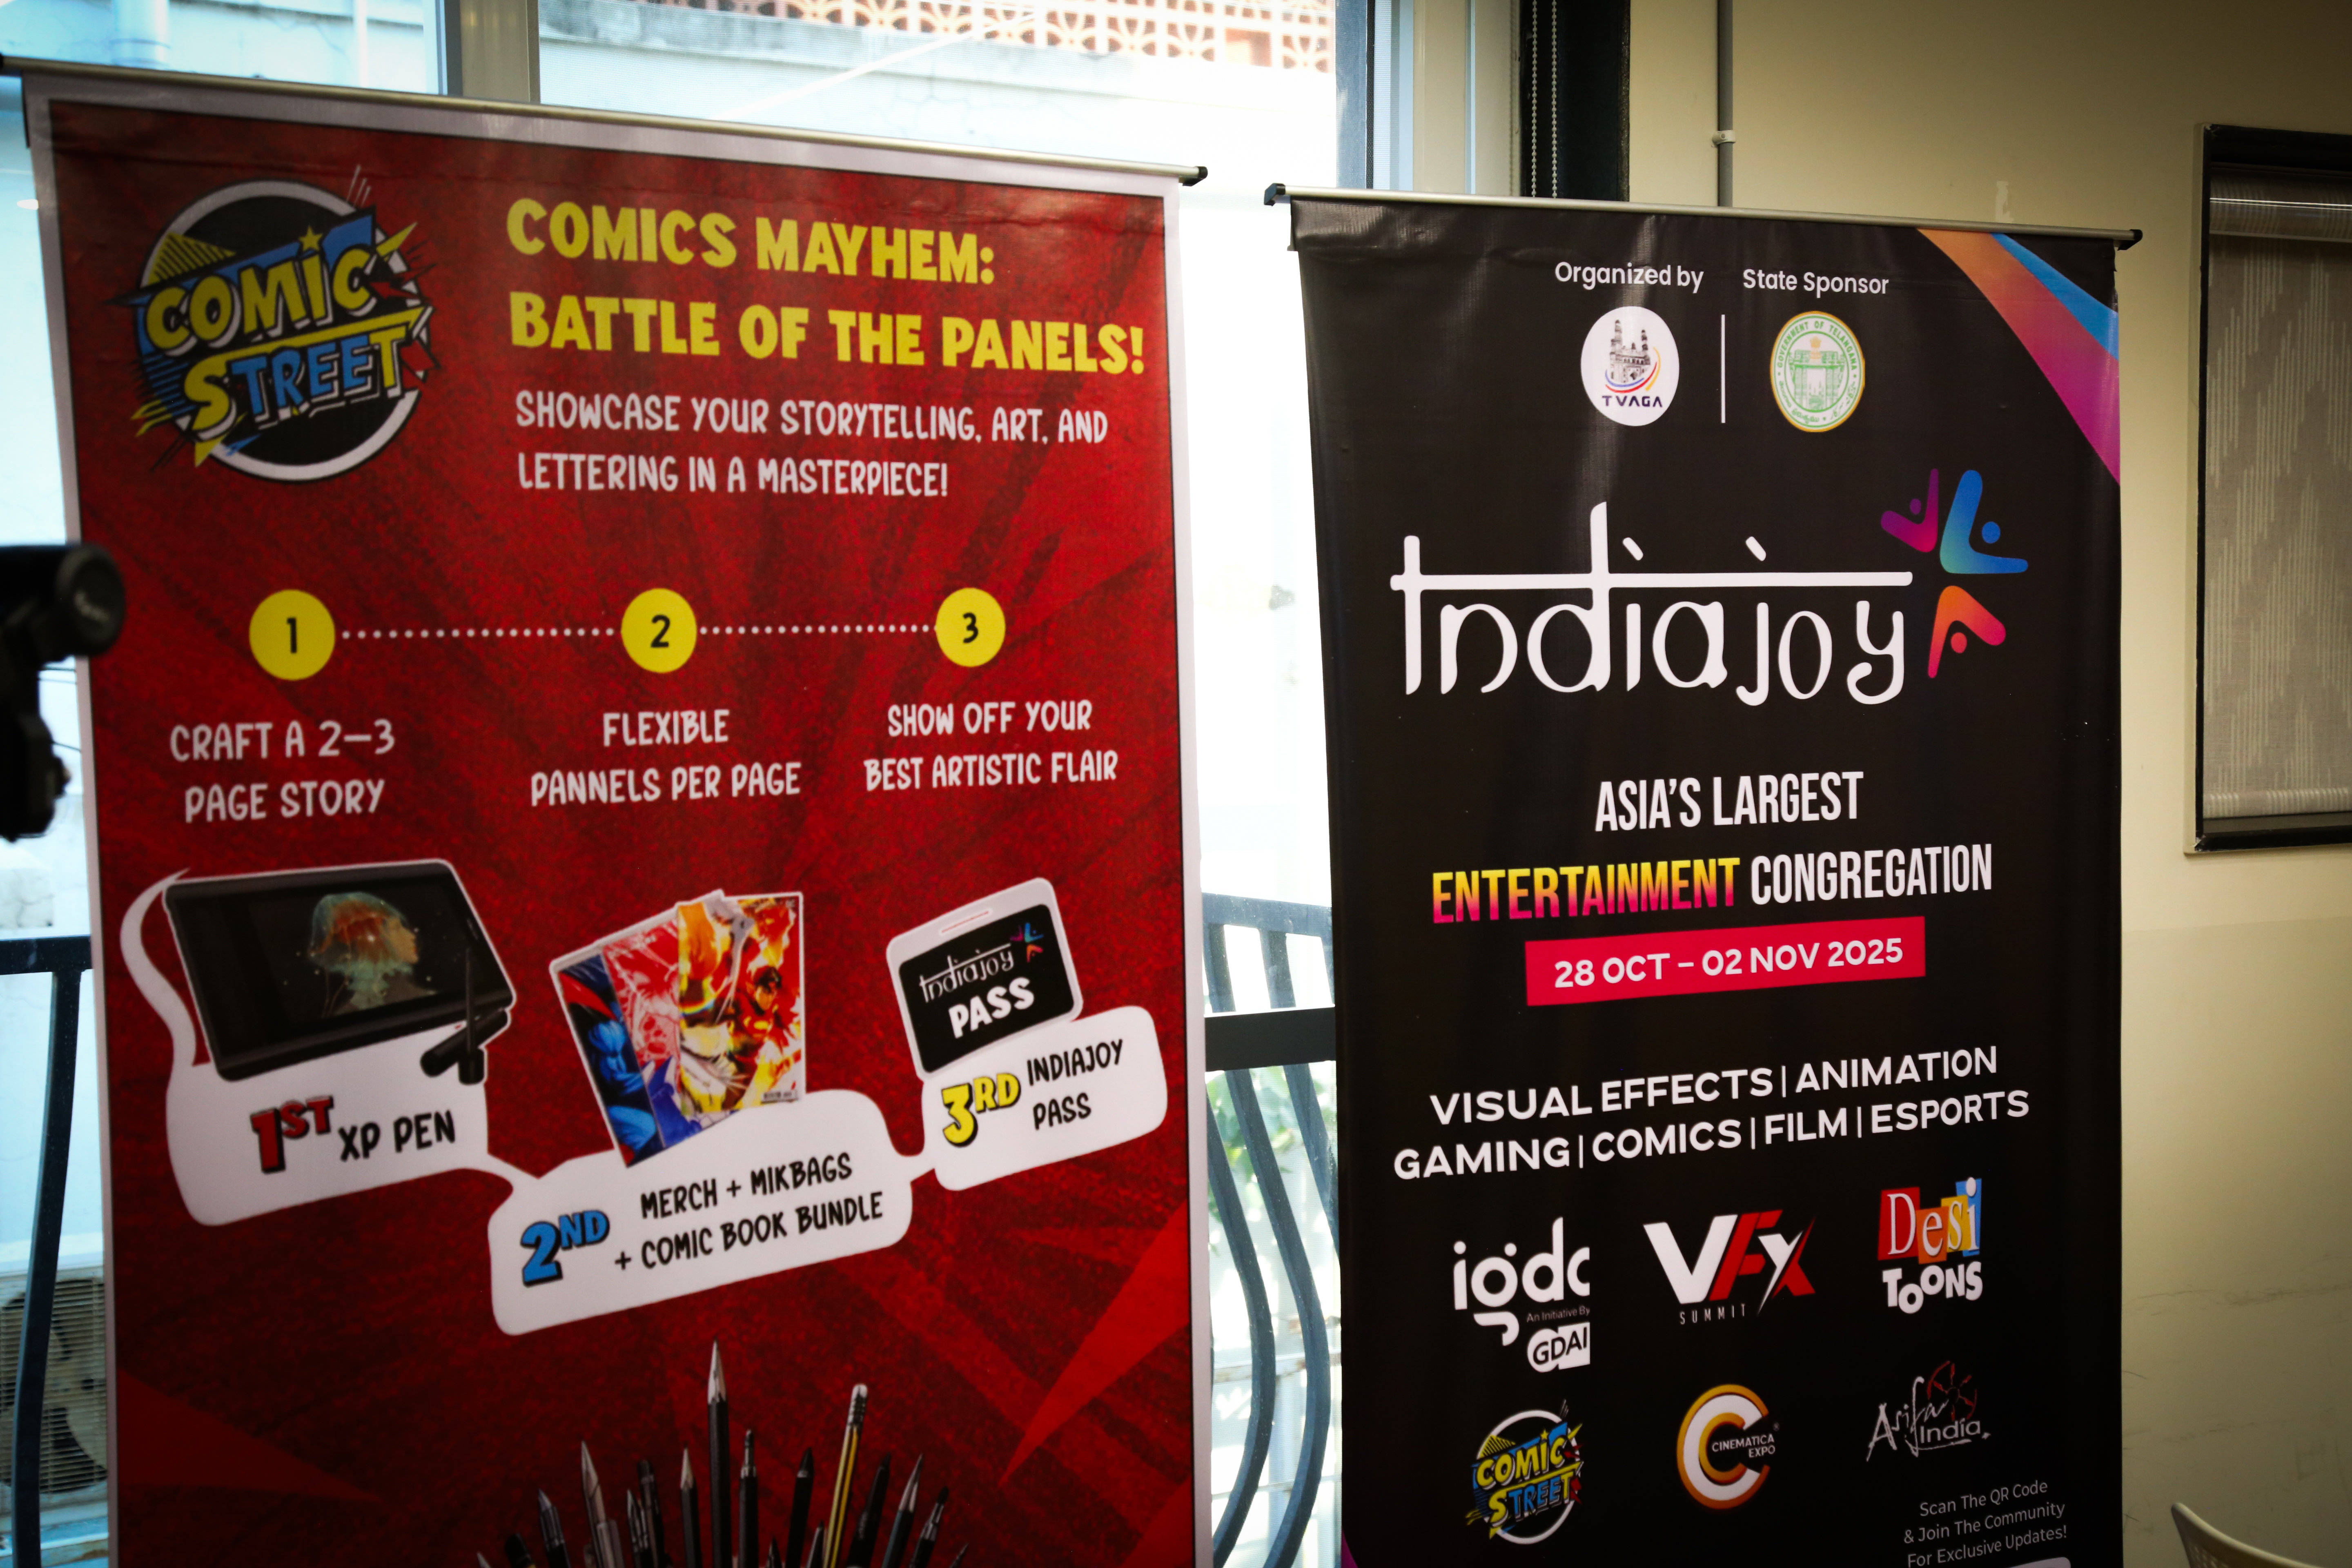 COMIC
STREET
COMICS MAYHEM:
BATTLE OF THE PANELS!
SHOWCASE YOUR STORYTELLING, ART, AND
LETTERING IN A MASTERPIECE!
1
2
3
CRAFT A 2–3
PAGE STORY
FLEXIBLE
PANNELS PER PAGE
SHOW OFF YOUR
BEST ARTISTIC FLAIR
Indiajoy
PASS
1ST XP PEN
2ND MERCH + MIKBAGS
+ COMIC BOOK BUNDLE
3RD INDIAJOY
PASS
Organized by
State Sponsor
TVAGA
GOVERNMENT OF TELANGANA
Indiajoy
ASIA'S LARGEST
ENTERTAINMENT CONGREGATION
28 OCT – 02 NOV 2025
VISUAL EFFECTS | ANIMATION
GAMING | COMICS | FILM | ESPORTS
igdc
An Initiative By
GDAI
VFX
SUMMIT
Desi
TOONS
COMIC
STREET
CINEMATICA
EXPO
Asifa
India
Scan The QR Code
& Join The Community
For Exclusive Updates!